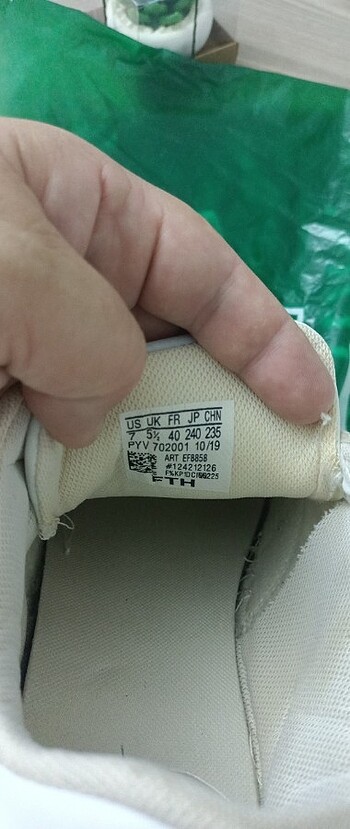 US UK FR JP CHN
7 5½ 40 240 235
PYV 702001 10/19
ART EF8858
#124212126
FTH